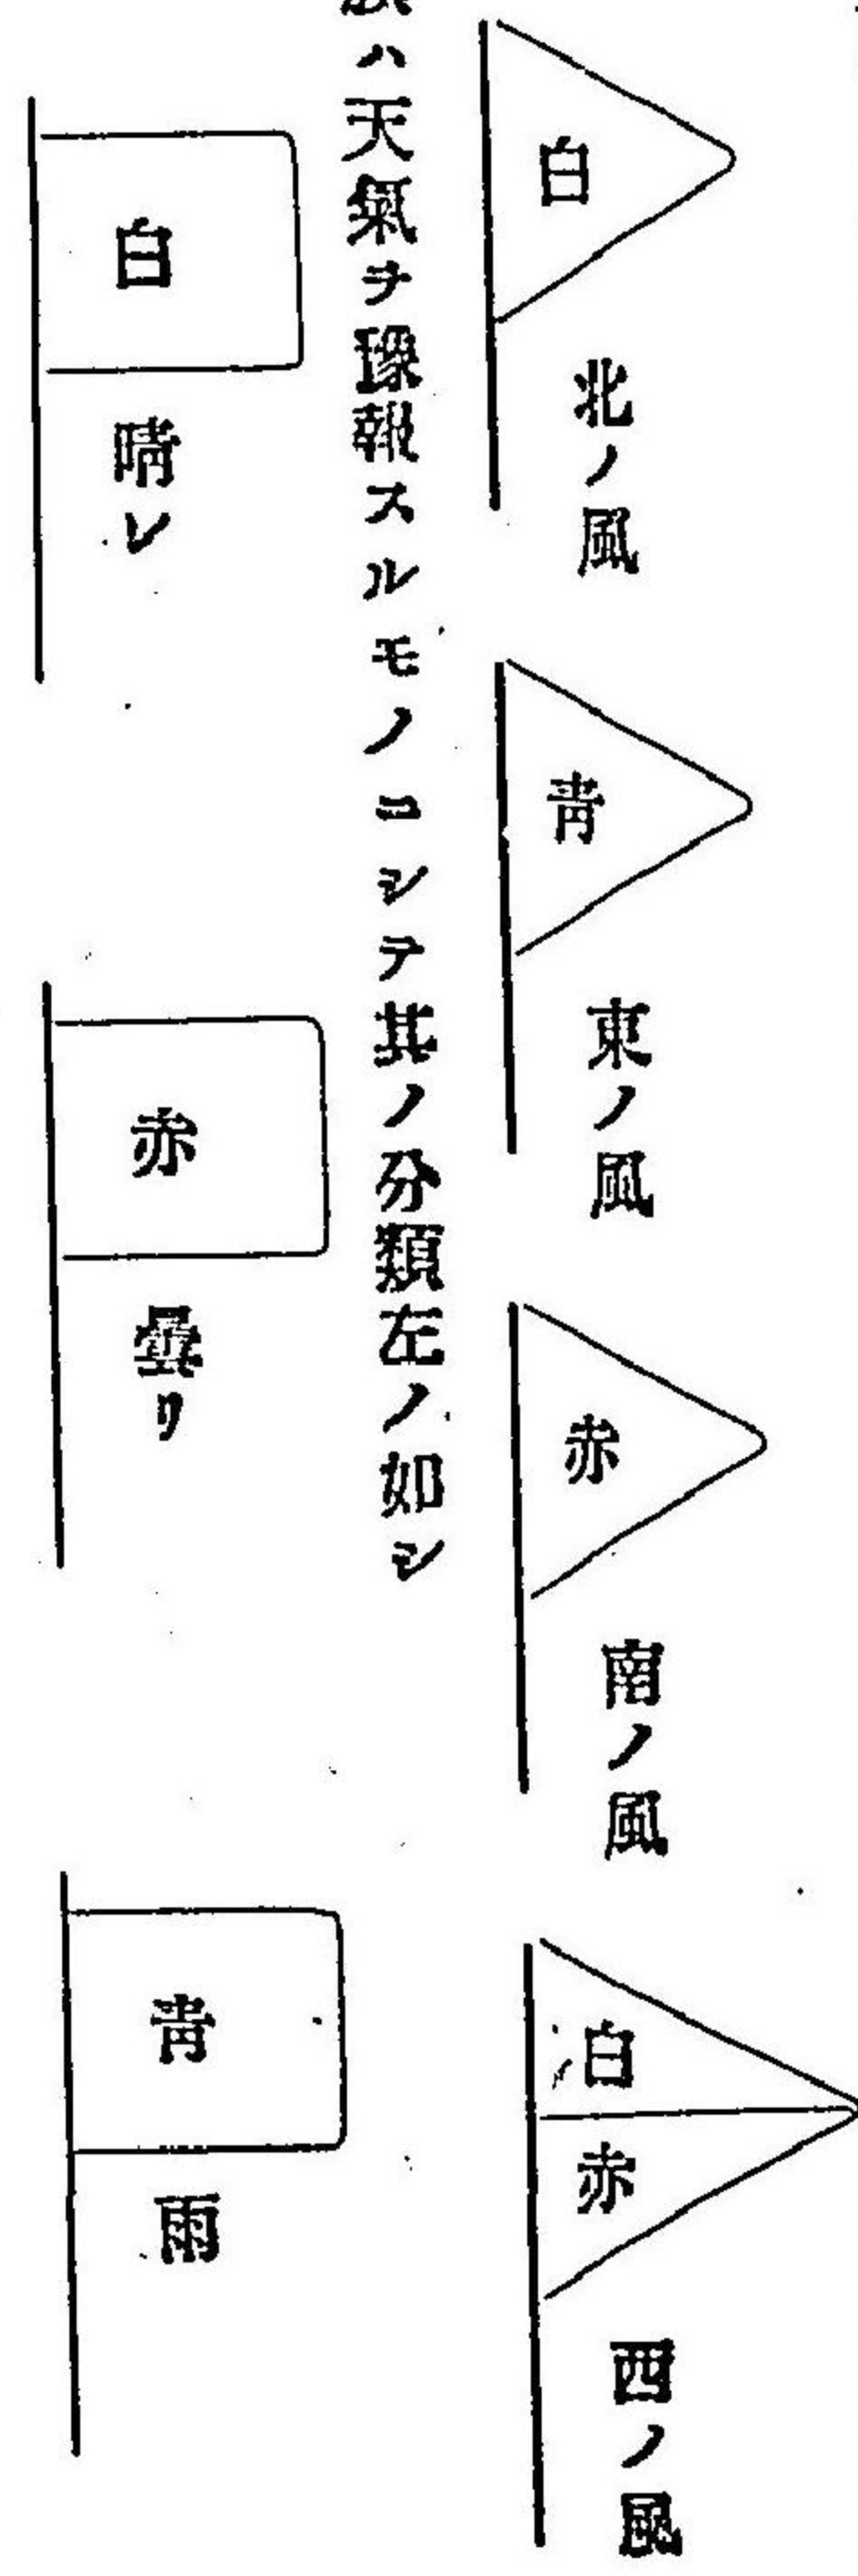 白
北ノ風
青
東ノ風
赤
南ノ風
白
赤
西ノ風
ハ天氣ヲ豫報スルモノニシテ其ノ分類左ノ如シ
白
晴レ
赤
曇リ
青
雨